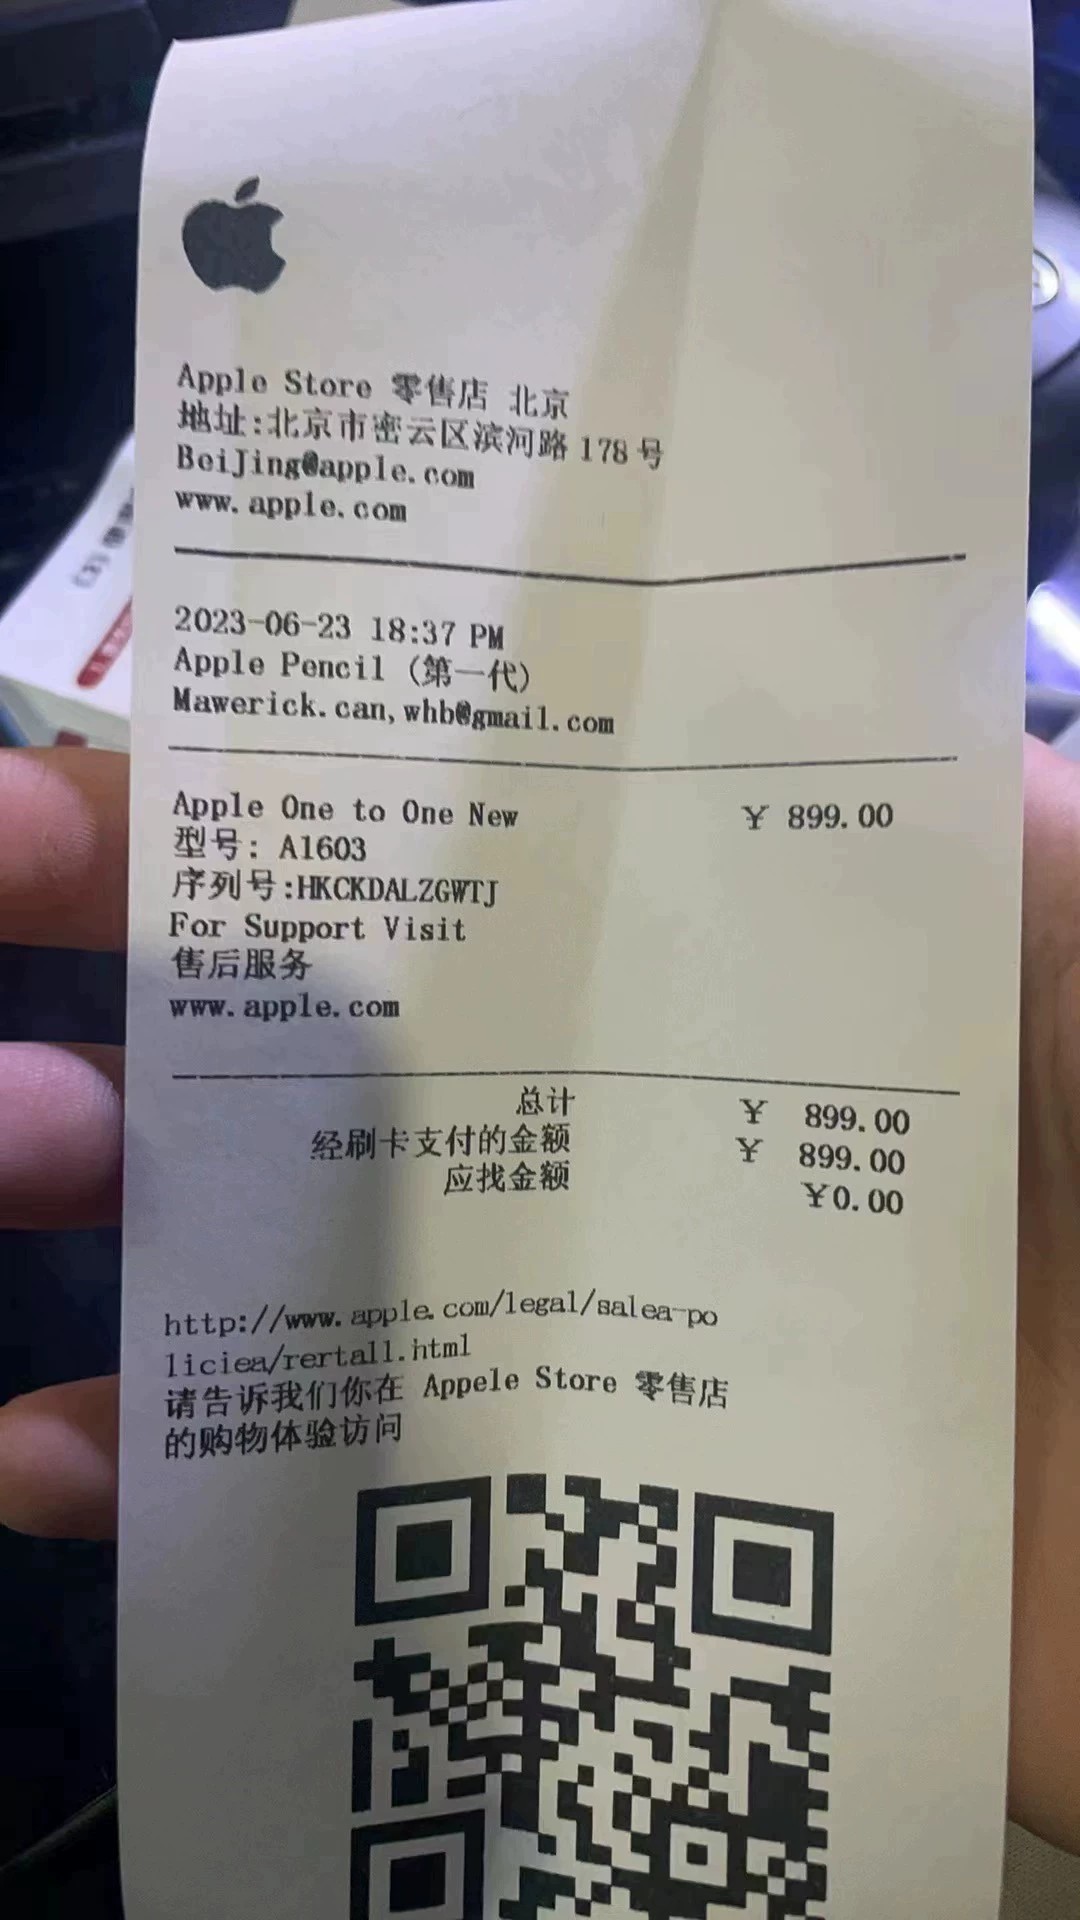 Apple Store 零售店 北京
地址:北京市密云区滨河路 178 号
BeiJing@apple.com
www.apple.com
2023-06-23 18:37 PM
Apple Pencil (第一代)
Mawerick.can,whb@gmail.com
Apple One to One New ¥ 899.00
型号: A1603
序列号:HKCKDALZGWTJ
For Support Visit
售后服务
www.apple.com
总计 ¥ 899.00
经刷卡支付的金额 ¥ 899.00
应找金额 ¥0.00
http://www.apple.com/legal/salea-po
liciea/rertall.html
请告诉我们你在 Appele Store 零售店
的购物体验访问